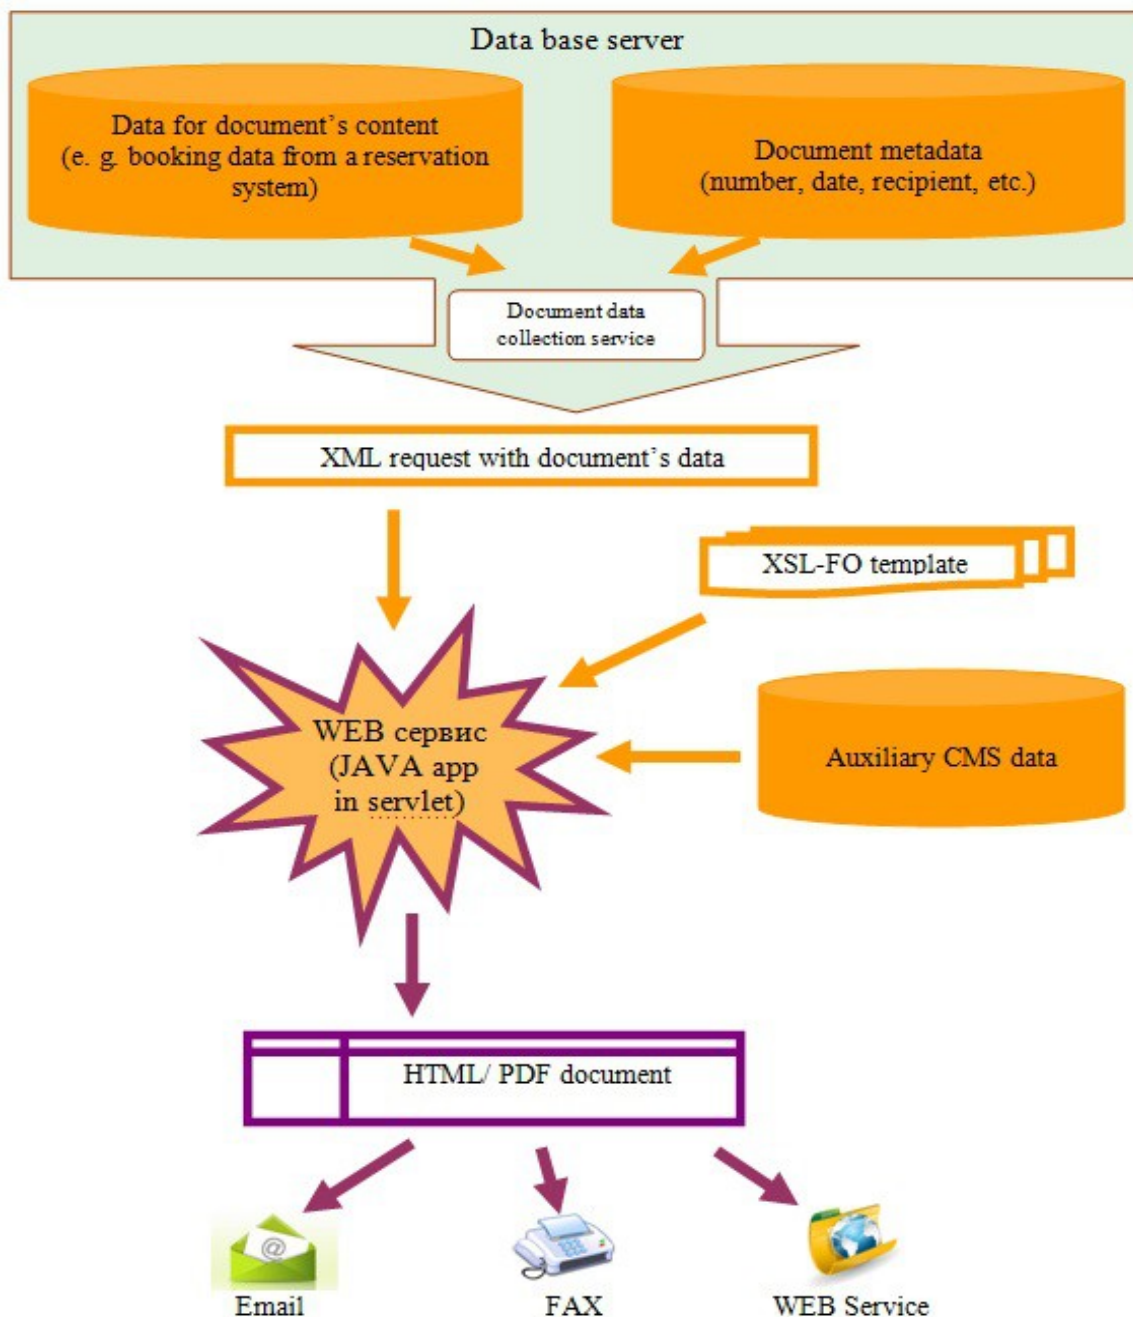 Data base server
Data for document’s content
(e. g. booking data from a reservation
system)
Document metadata
(number, date, recipient, etc.)
Document data
collection service
XML request with document’s data
XSL-FO template
WEB сервис
(JAVA app
in servlet)
Auxiliary CMS data
HTML/ PDF document
@
Email
FAX
WEB Service